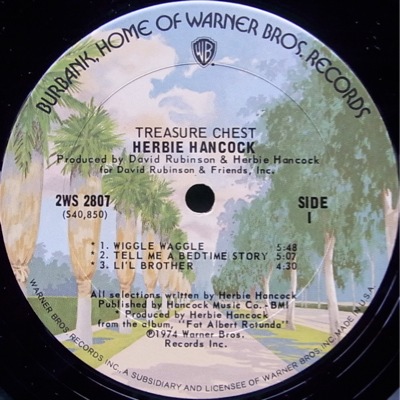 BURBANK, HOME OF WARNER BROS. RECORDS
WB
TREASURE CHEST
HERBIE HANCOCK
Produced by David Rubinson & Herbie Hancock
for David Rubinson & Friends, Inc.
2WS 2807
(S40,850)
SIDE
1
* 1. WIGGLE WAGGLE 5:48
* 2. TELL ME A BEDTIME STORY 5:07
* 3. LI'L BROTHER 4:30
All selections written by Herbie Hancock
Published by Hancock Music Co.-BMI
* Produced by Herbie Hancock
from the album, "Fat Albert Rotunda"
©1974 Warner Bros.
Records Inc.
WARNER BROS. RECORDS INC., A SUBSIDIARY AND LICENSEE OF WARNER BROS. INC. MADE IN U.S.A.